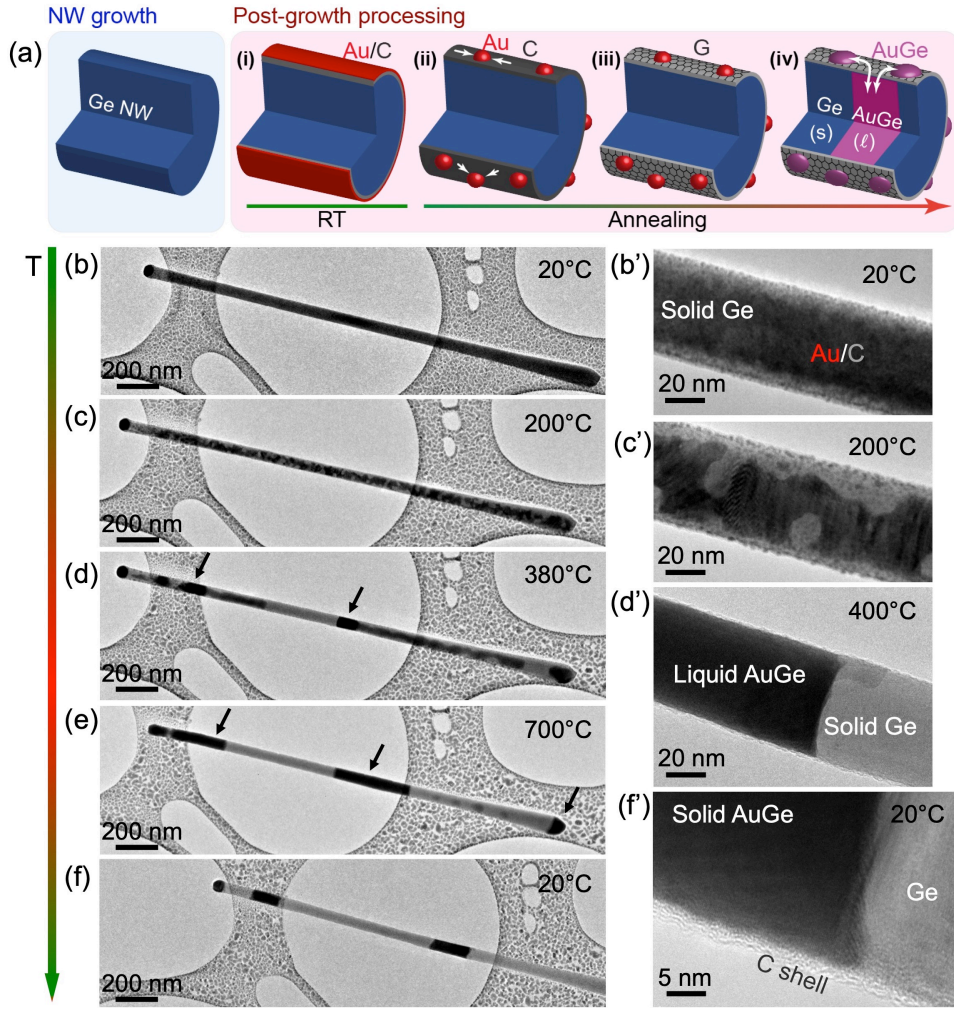 NW growth
Post-growth processing
(a)
Ge NW
(i)
Au/C
(ii)
Au
C
(iii)
G
(iv)
AuGe
Ge
(s)
AuGe
(ℓ)
RT
Annealing
T
(b)
20°C
200 nm
(b')
20°C
Solid Ge
Au/C
20 nm
(c)
200°C
200 nm
(c')
200°C
20 nm
(d)
380°C
200 nm
(d')
400°C
Liquid AuGe
Solid Ge
20 nm
(e)
700°C
200 nm
(f)
20°C
200 nm
(f')
Solid AuGe
20°C
Ge
C shell
5 nm